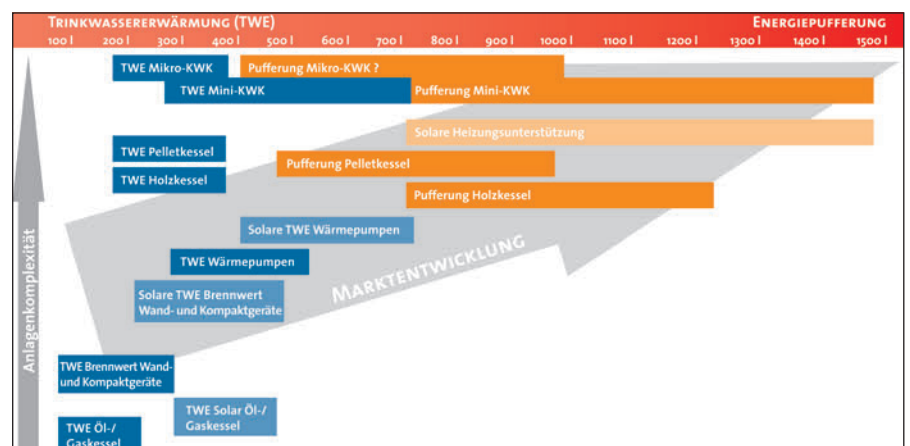 TRINKWASSERERWÄRMUNG (TWE) ENERGIEPUFFERUNG
100 l 200 l 300 l 400 l 500 l 600 l 700 l 800 l 900 l 1000 l 1100 l 1200 l 1300 l 1400 l 1500 l
TWE Mikro-KWK Pufferung Mikro-KWK ?
TWE Mini-KWK Pufferung Mini-KWK
Solare Heizungsunterstützung
TWE Pelletkessel
Pufferung Pelletkessel
TWE Holzkessel
Pufferung Holzkessel
Solare TWE Wärmepumpen
TWE Wärmepumpen
MARKTENTWICKLUNG
Solare TWE Brennwert
Wand- und Kompaktgeräte
Anlagenkomplexität
TWE Brennwert Wand-
und Kompaktgeräte
TWE Solar Öl-/
Gaskessel
TWE ÖL-/
Gaskessel